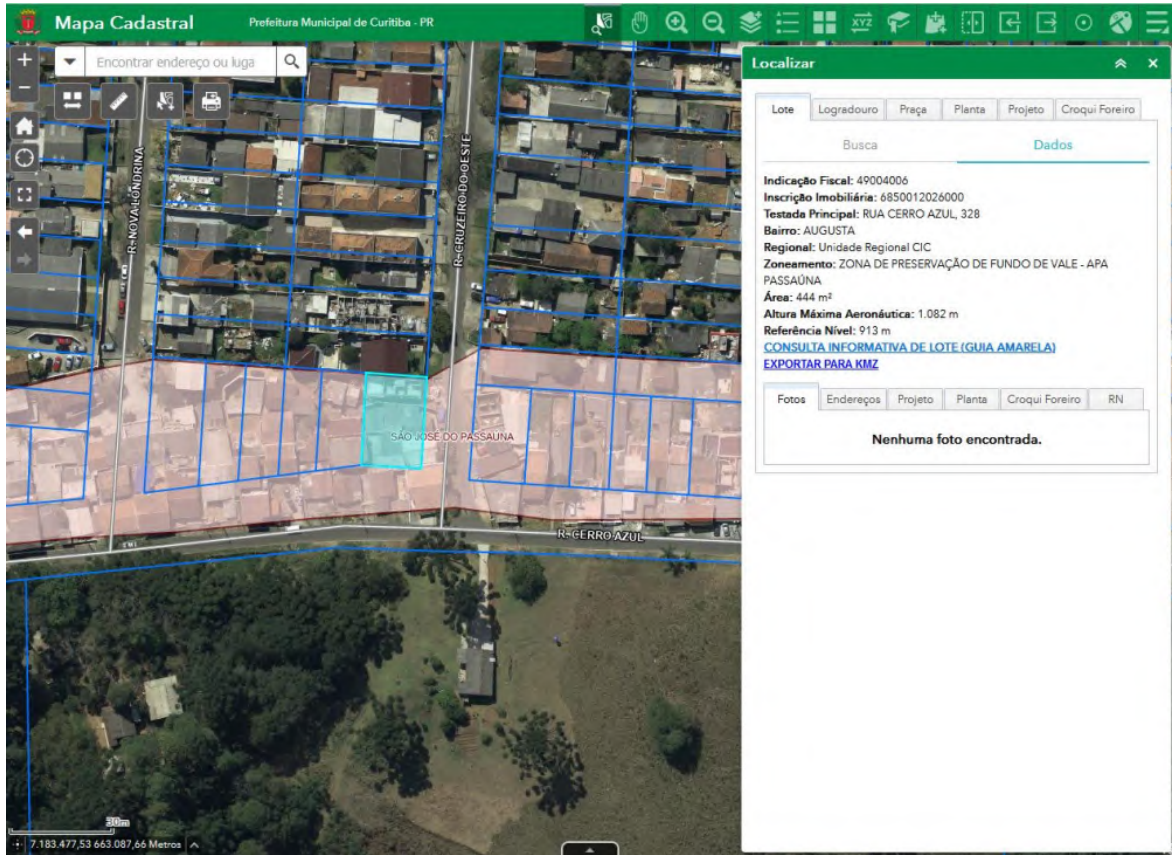 Mapa Cadastral
Prefeitura Municipal de Curitiba - PR
XYZ
Encontrar endereço ou luga
R. NOVA LONDRINA
R. CRUZEIRO DO OESTE
SÃO JOSE DO PASSAUNA
R. CERRO AZUL
30m
7.183.477,53 663.087,66 Metros
Localizar
Lote
Logradouro
Praça
Planta
Projeto
Croqui Foreiro
Busca
Dados
Indicação Fiscal: 49004006
Inscrição Imobiliária: 6850012026000
Testada Principal: RUA CERRO AZUL, 328
Bairro: AUGUSTA
Regional: Unidade Regional CIC
Zoneamento: ZONA DE PRESERVAÇÃO DE FUNDO DE VALE - APA
PASSAÚNA
Área: 444 m²
Altura Máxima Aeronáutica: 1.082 m
Referência Nível: 913 m
CONSULTA INFORMATIVA DE LOTE (GUIA AMARELA)
EXPORTAR PARA KMZ
Fotos
Endereços
Projeto
Planta
Croqui Foreiro
RN
Nenhuma foto encontrada.